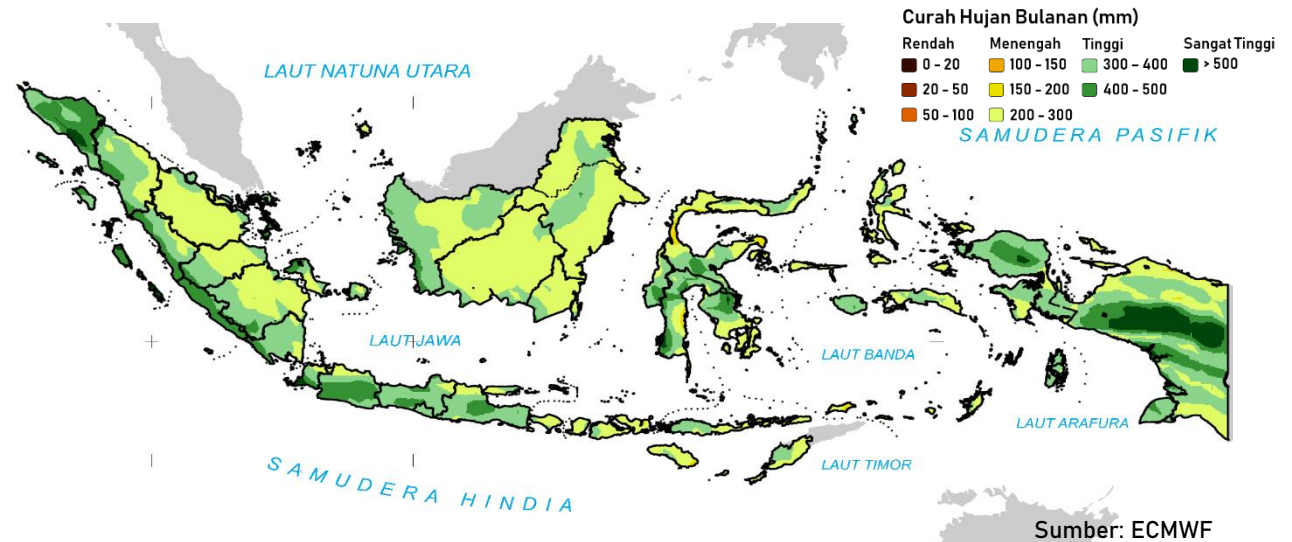 Curah Hujan Bulanan (mm)
Rendah Menengah Tinggi Sangat Tinggi
0 - 20 100 - 150 300 - 400 > 500
20 - 50 150 - 200 400 - 500
50 - 100 200 - 300
LAUT NATUNA UTARA
SAMUDERA PASIFIK
LAUT JAWA
LAUT BANDA
LAUT ARAFURA
LAUT TIMOR
SAMUDERA HINDIA
Sumber: ECMWF